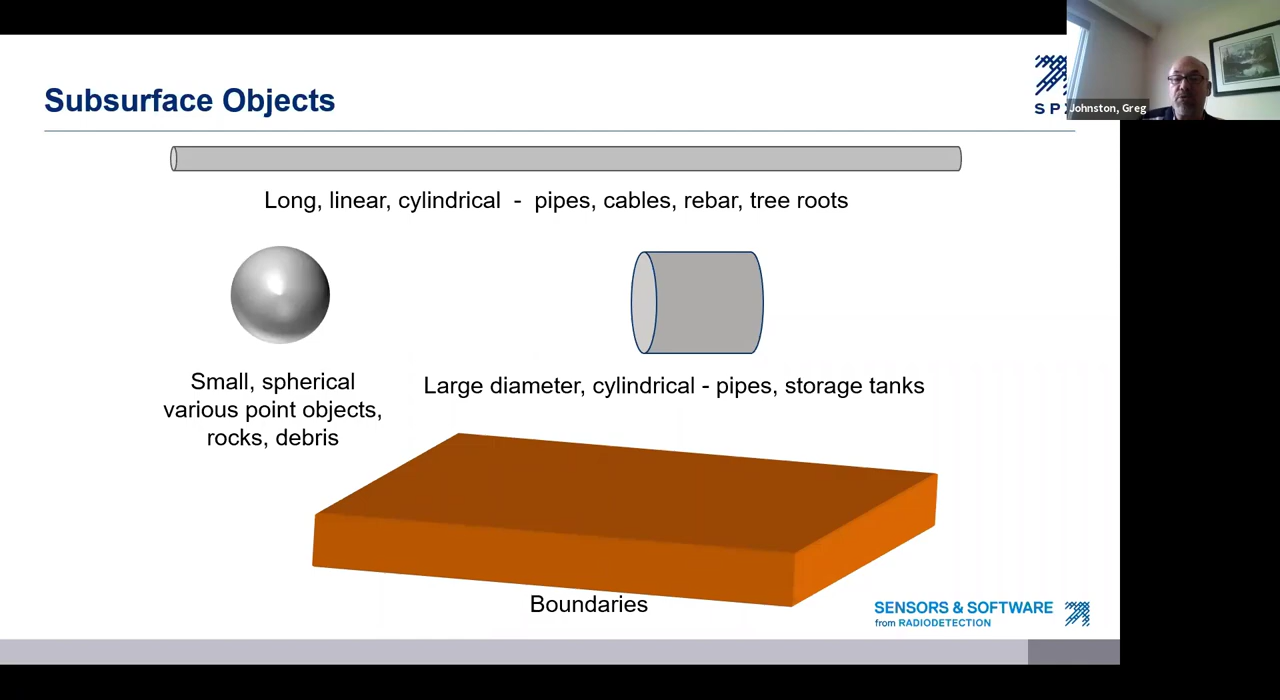 Subsurface Objects
SP
Johnston, Greg
Long, linear, cylindrical - pipes, cables, rebar, tree roots
Small, spherical
various point objects,
rocks, debris
Large diameter, cylindrical - pipes, storage tanks
Boundaries
SENSORS & SOFTWARE
from RADIODETECTION